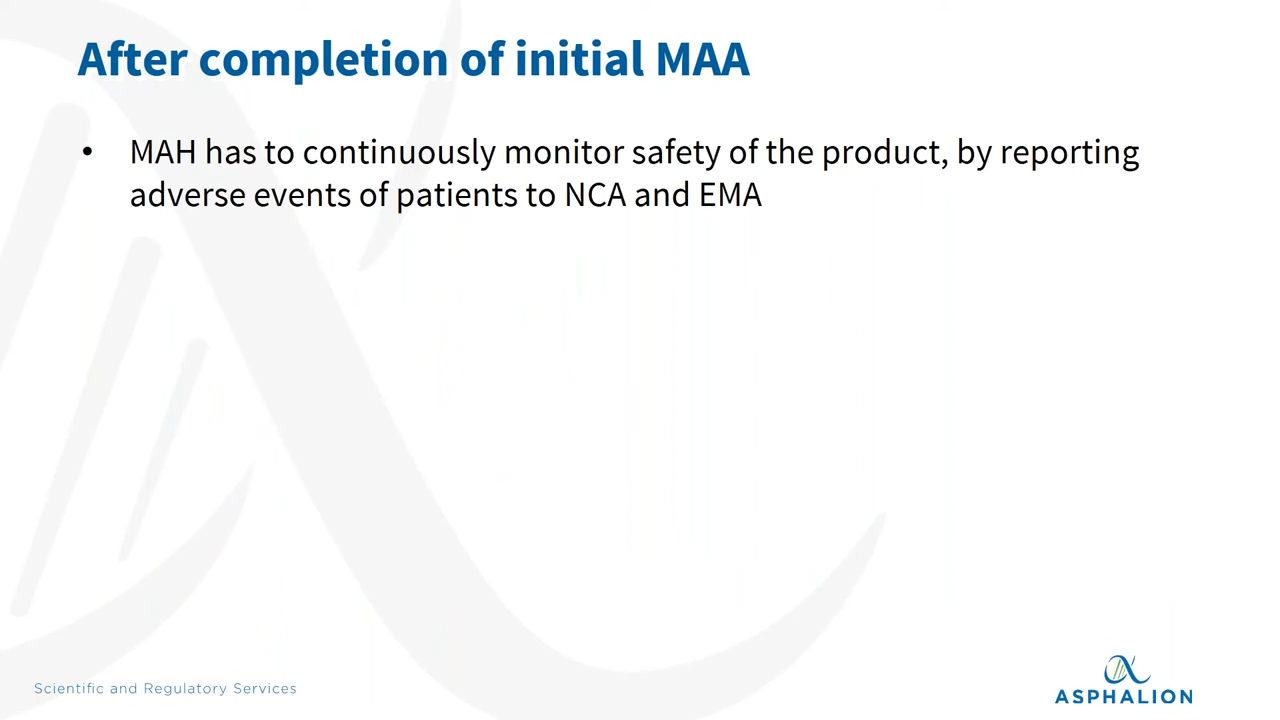 After completion of initial MAA
• MAH has to continuously monitor safety of the product, by reporting
adverse events of patients to NCA and EMA
Scientific and Regulatory Services
ASPHALION